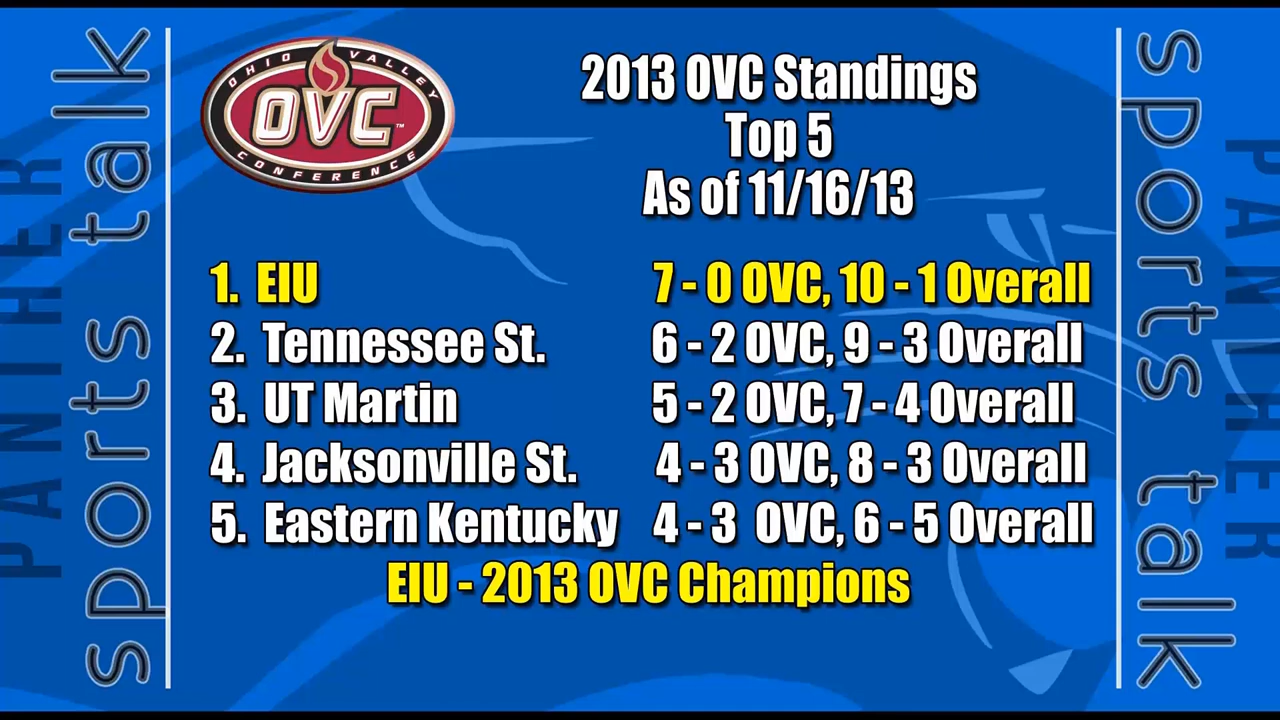 OHIO VALLEY
OVC™
CONFERENCE
2013 OVC Standings
Top 5
As of 11/16/13
1. EIU 7 - 0 OVC, 10 - 1 Overall
2. Tennessee St. 6 - 2 OVC, 9 - 3 Overall
3. UT Martin 5 - 2 OVC, 7 - 4 Overall
4. Jacksonville St. 4 - 3 OVC, 8 - 3 Overall
5. Eastern Kentucky 4 - 3 OVC, 6 - 5 Overall
EIU - 2013 OVC Champions
PANTHER
sports talk
PANTHER
sports talk